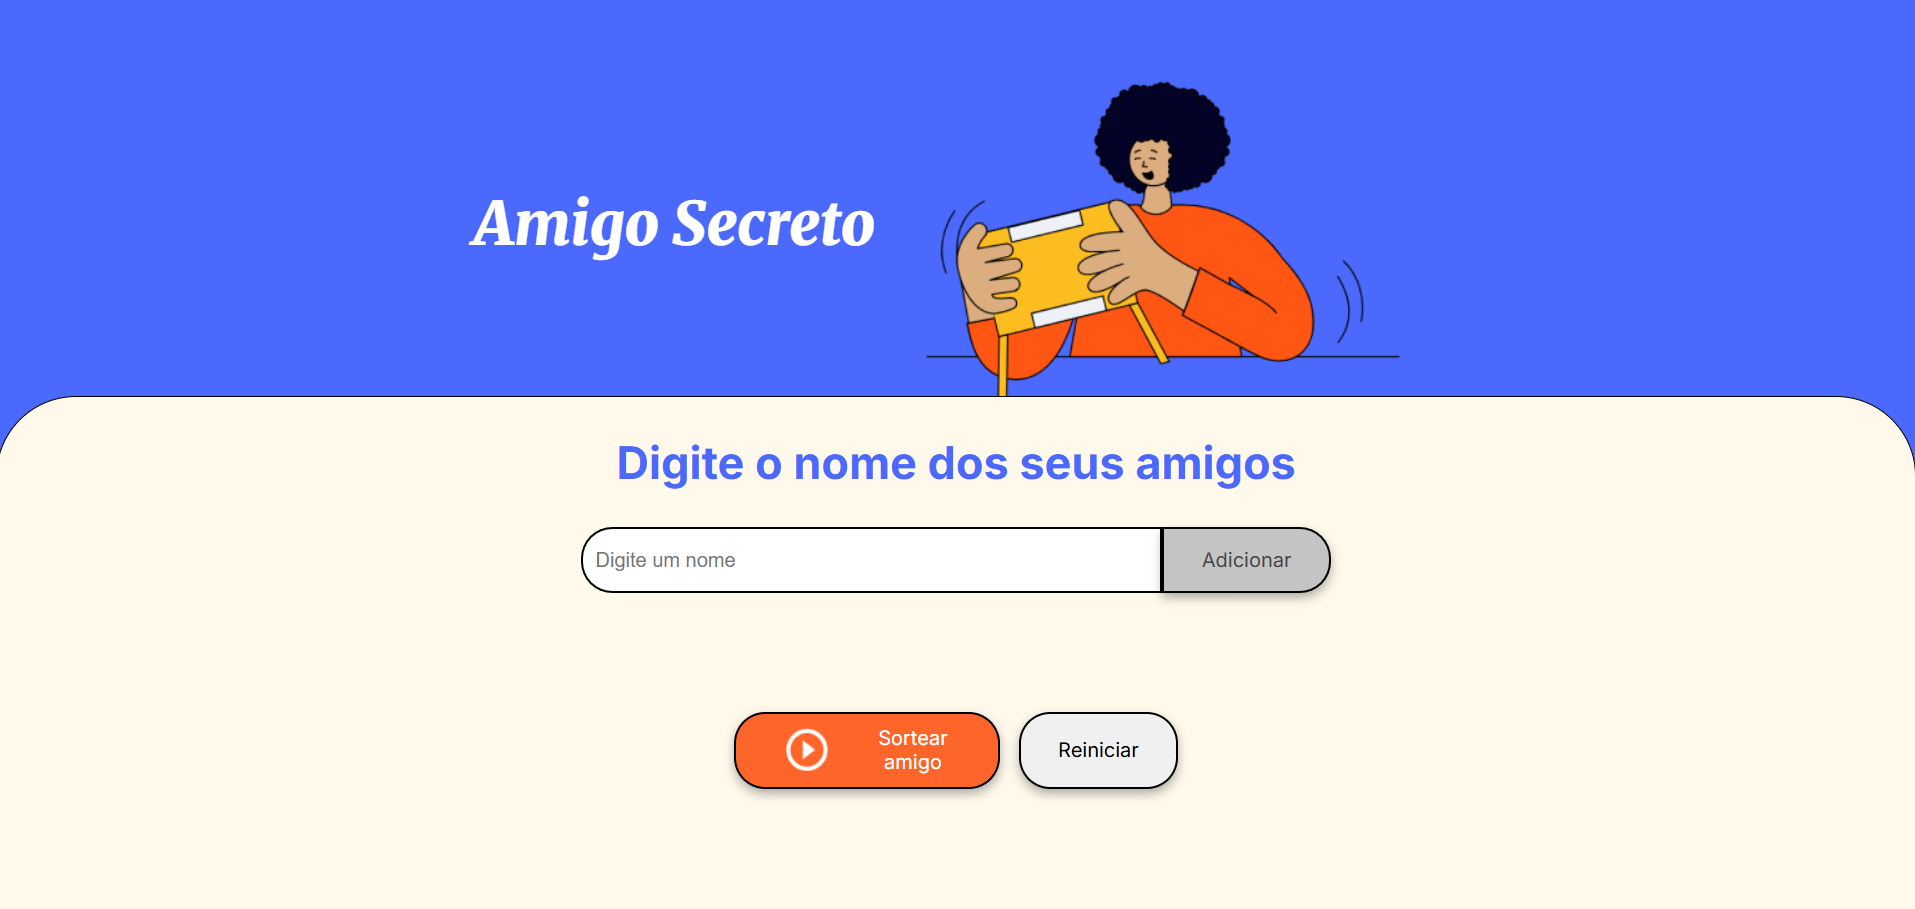 Amigo Secreto
Digite o nome dos seus amigos
Digite um nome
Adicionar
Sortear
amigo
Reiniciar